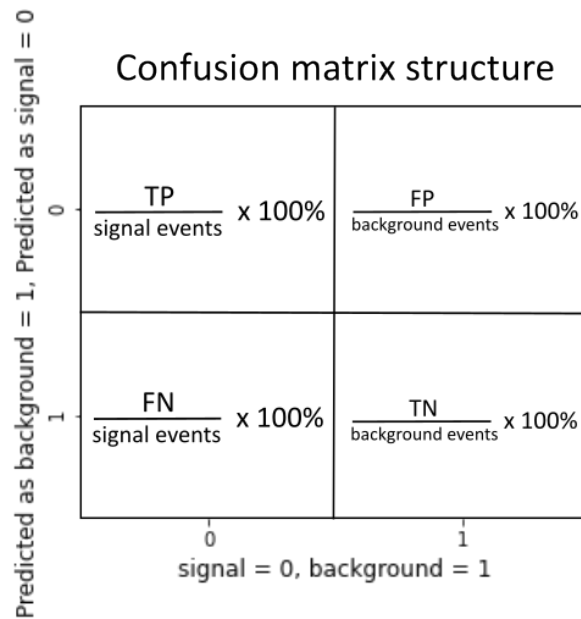 Confusion matrix structure
Predicted as background = 1, Predicted as signal = 0
0
TP
signal events
x 100%
FP
background events
x 100%
1
FN
signal events
x 100%
TN
background events
x 100%
0
1
signal = 0, background = 1